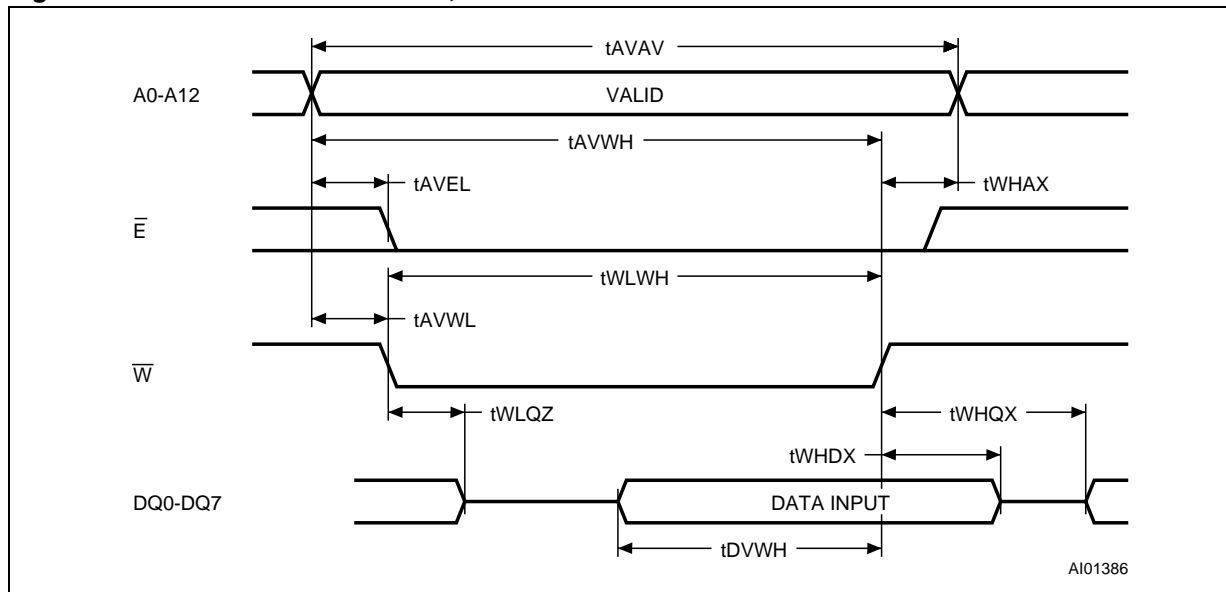 tAVAV
A0-A12
VALID
tAVWH
tAVEL
tWHAX
E̅
tWLWH
tAVWL
W̅
tWLQZ
tWHQX
tWHDX
DQ0-DQ7
DATA INPUT
tDVWH
AI01386